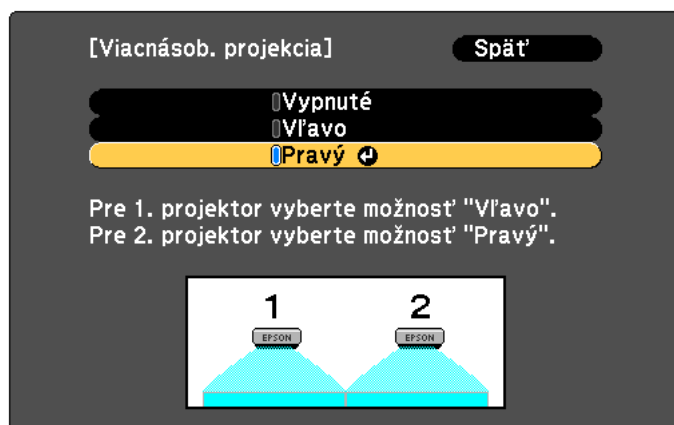 [Viacnásob. projekcia] Späť
Vypnuté
Vľavo
Pravý
Pre 1. projektor vyberte možnosť "Vľavo".
Pre 2. projektor vyberte možnosť "Pravý".
1 2
EPSON EPSON